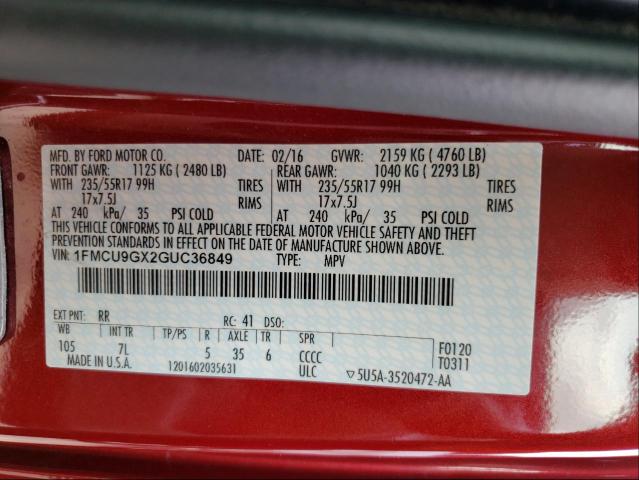 MFD. BY FORD MOTOR CO. DATE: 02/16 GVWR: 2159 KG ( 4760 LB)
FRONT GAWR: 1125 KG ( 2480 LB) REAR GAWR: 1040 KG ( 2293 LB)
WITH 235/55R17 99H TIRES WITH 235/55R17 99H TIRES
17x7.5J RIMS 17x7.5J RIMS
AT 240 kPa/ 35 PSI COLD AT 240 kPa/ 35 PSI COLD
THIS VEHICLE CONFORMS TO ALL APPLICABLE FEDERAL MOTOR VEHICLE SAFETY AND THEFT
PREVENTION STANDARDS IN EFFECT ON THE DATE OF MANUFACTURE SHOWN ABOVE.
VIN: 1FMCU9GX2GUC36849 TYPE: MPV
EXT PNT: RR RC: 41 DSO:
WB INT TR TP/PS R AXLE TR SPR F0120
105 7L 5 35 6 CCCC T0311
MADE IN U.S.A. 1201602035631 ULC ▽5U5A-3520472-AA